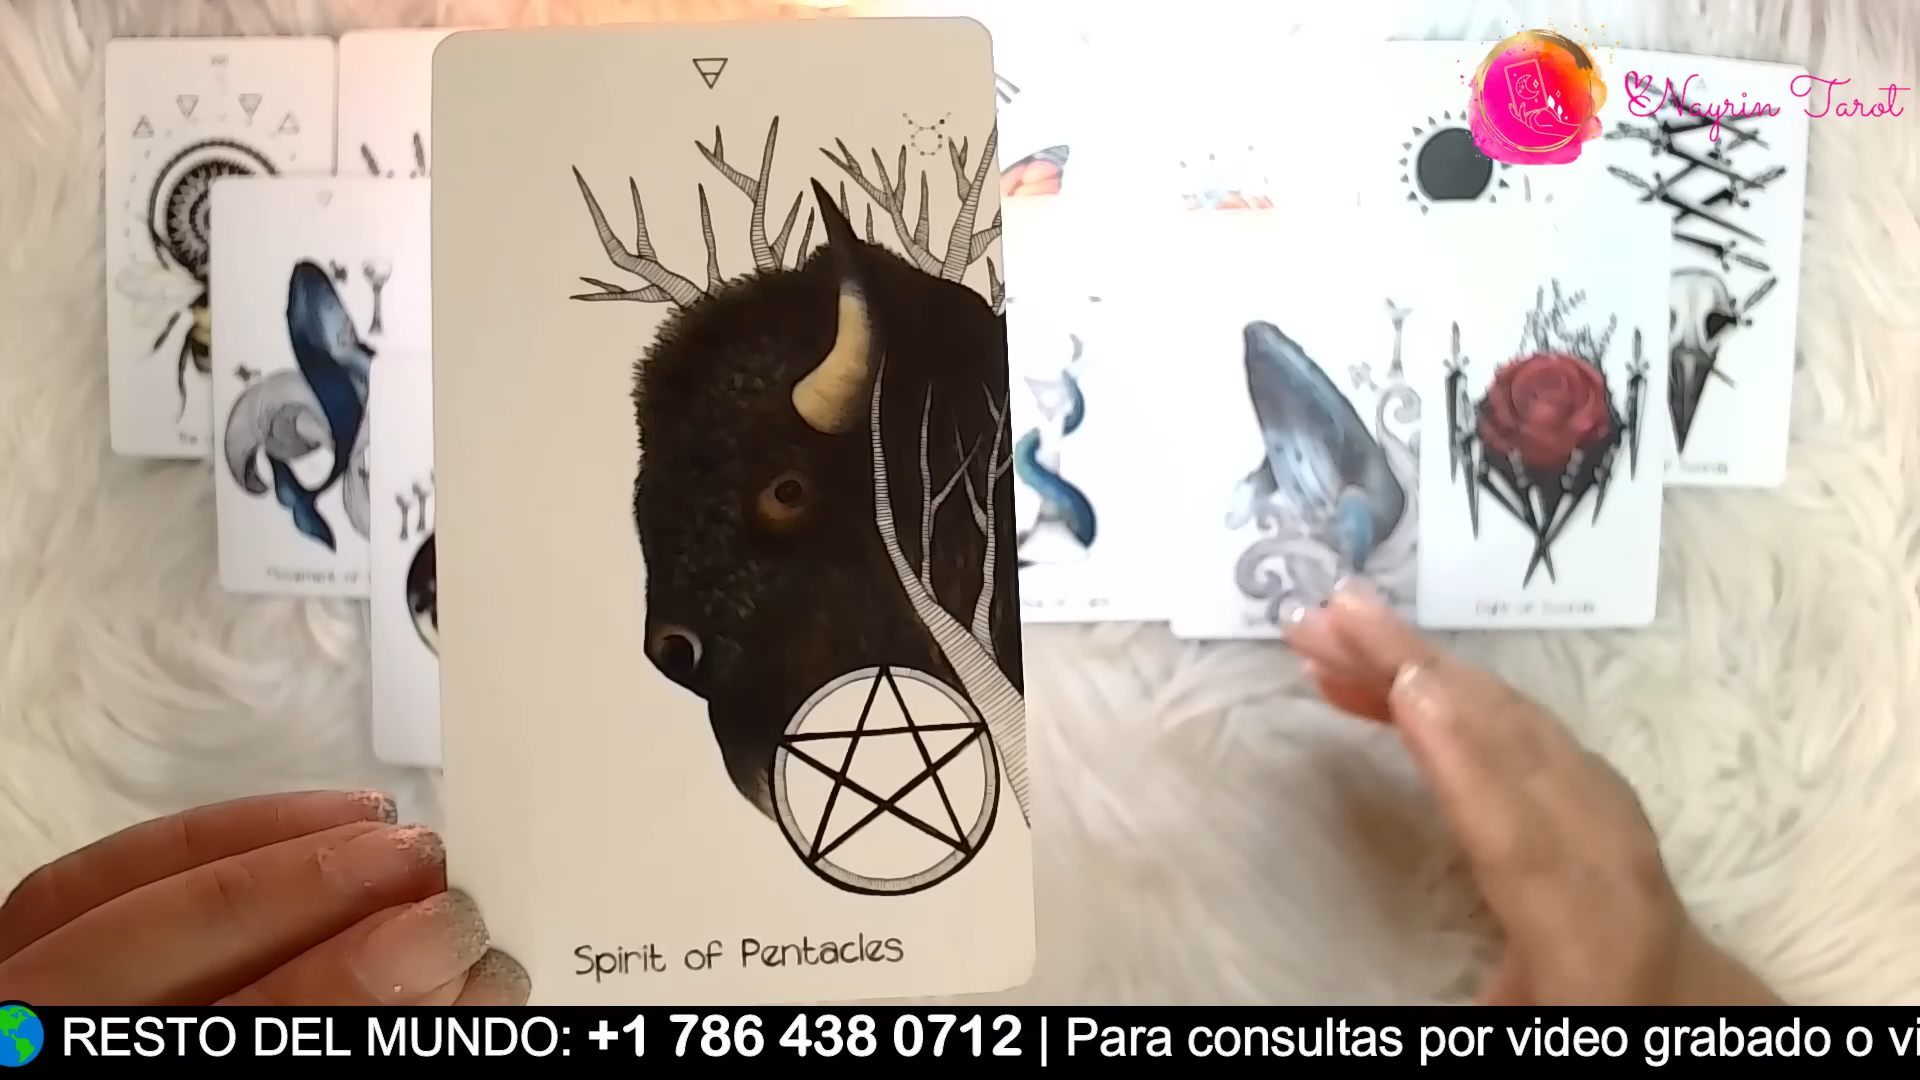 Nayrin Tarot
Spirit of Pentacles
RESTO DEL MUNDO: +1 786 438 0712 | Para consultas por video grabado o vi